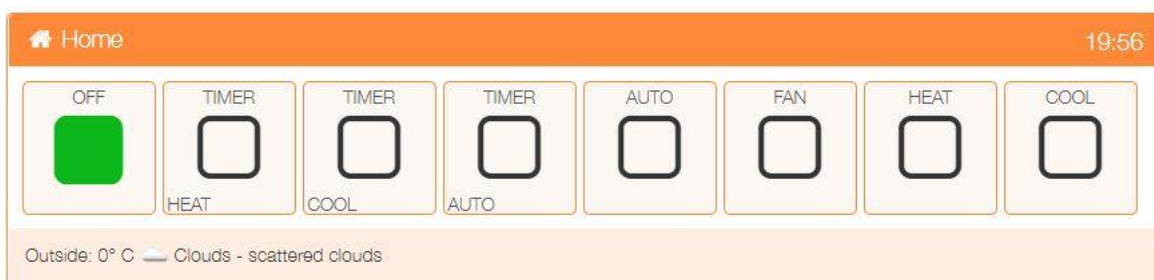 Home 19:56
OFF TIMER TIMER TIMER AUTO FAN HEAT COOL
HEAT COOL AUTO
Outside: 0° C Clouds - scattered clouds